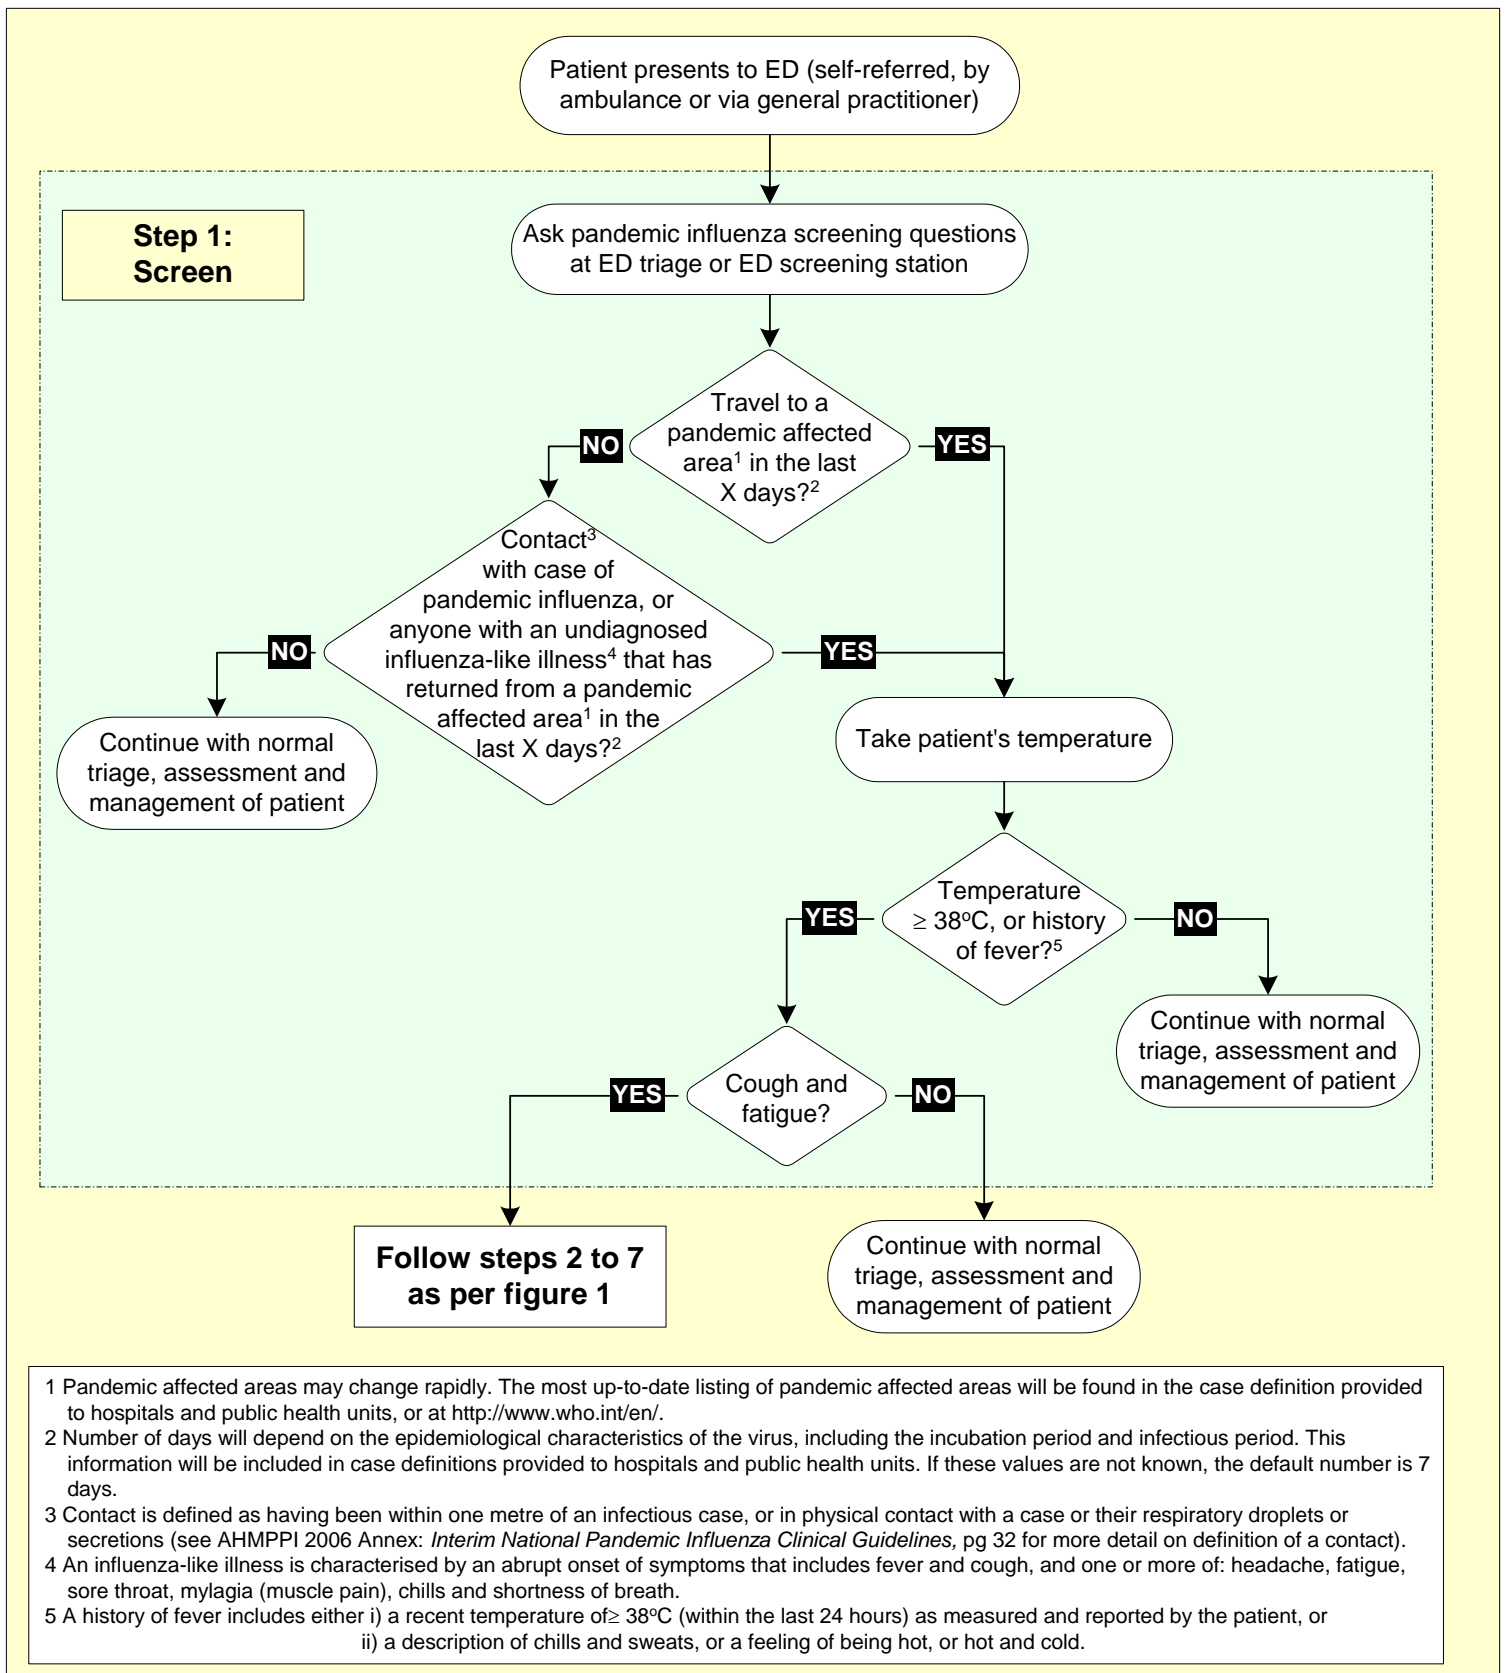 Patient presents to ED (self-referred, by
ambulance or via general practitioner)
Step 1:
Screen
Ask pandemic influenza screening questions
at ED triage or ED screening station
Travel to a
pandemic affected
area¹ in the last
X days?²
NO
YES
Contact³
with case of
pandemic influenza, or
anyone with an undiagnosed
influenza-like illness⁴ that has
returned from a pandemic
affected area¹ in the
last X days?²
NO
YES
Continue with normal
triage, assessment and
management of patient
Take patient's temperature
Temperature
≥ 38ºC, or history
of fever?⁵
YES
NO
Continue with normal
triage, assessment and
management of patient
Cough and
fatigue?
YES
NO
Follow steps 2 to 7
as per figure 1
Continue with normal
triage, assessment and
management of patient
1 Pandemic affected areas may change rapidly. The most up-to-date listing of pandemic affected areas will be found in the case definition provided
to hospitals and public health units, or at http://www.who.int/en/.
2 Number of days will depend on the epidemiological characteristics of the virus, including the incubation period and infectious period. This
information will be included in case definitions provided to hospitals and public health units. If these values are not known, the default number is 7
days.
3 Contact is defined as having been within one metre of an infectious case, or in physical contact with a case or their respiratory droplets or
secretions (see AHMPPI 2006 Annex: Interim National Pandemic Influenza Clinical Guidelines, pg 32 for more detail on definition of a contact).
4 An influenza-like illness is characterised by an abrupt onset of symptoms that includes fever and cough, and one or more of: headache, fatigue,
sore throat, mylagia (muscle pain), chills and shortness of breath.
5 A history of fever includes either i) a recent temperature of≥ 38ºC (within the last 24 hours) as measured and reported by the patient, or
ii) a description of chills and sweats, or a feeling of being hot, or hot and cold.